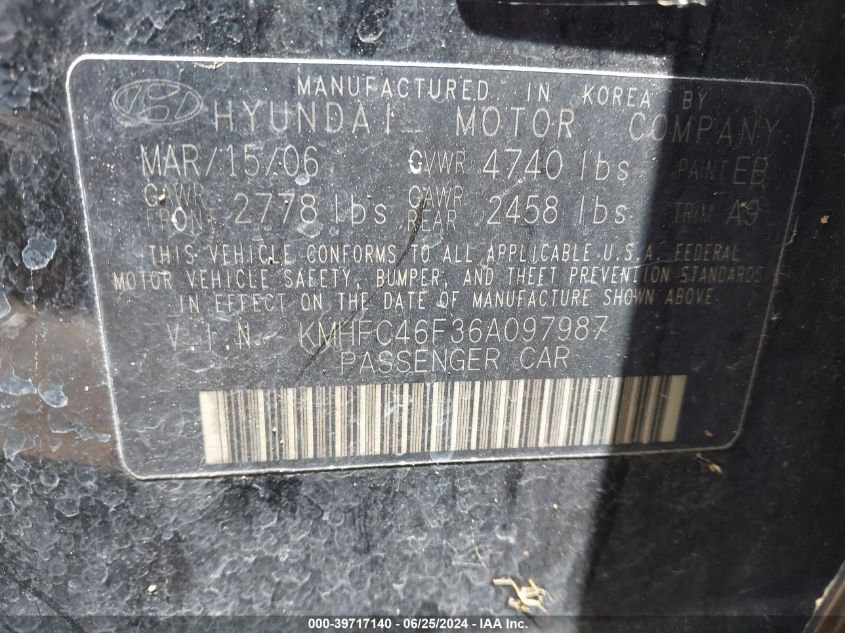 MANUFACTURED IN KOREA BY
HYUNDAI MOTOR COMPANY
MAR/15/06 GVWR 4740 lbs PAINT EB
GAWR FRONT 2778 lbs GAWR REAR 2458 lbs TRIM A9
THIS VEHICLE CONFORMS TO ALL APPLICABLE U.S.A. FEDERAL
MOTOR VEHICLE SAFETY, BUMPER, AND THEFT PREVENTION STANDARDS
IN EFFECT ON THE DATE OF MANUFACTURE SHOWN ABOVE.
V.I.N. KMHFC46F36A097987
PASSENGER CAR
000-39717140 - 06/25/2024 - IAA Inc.